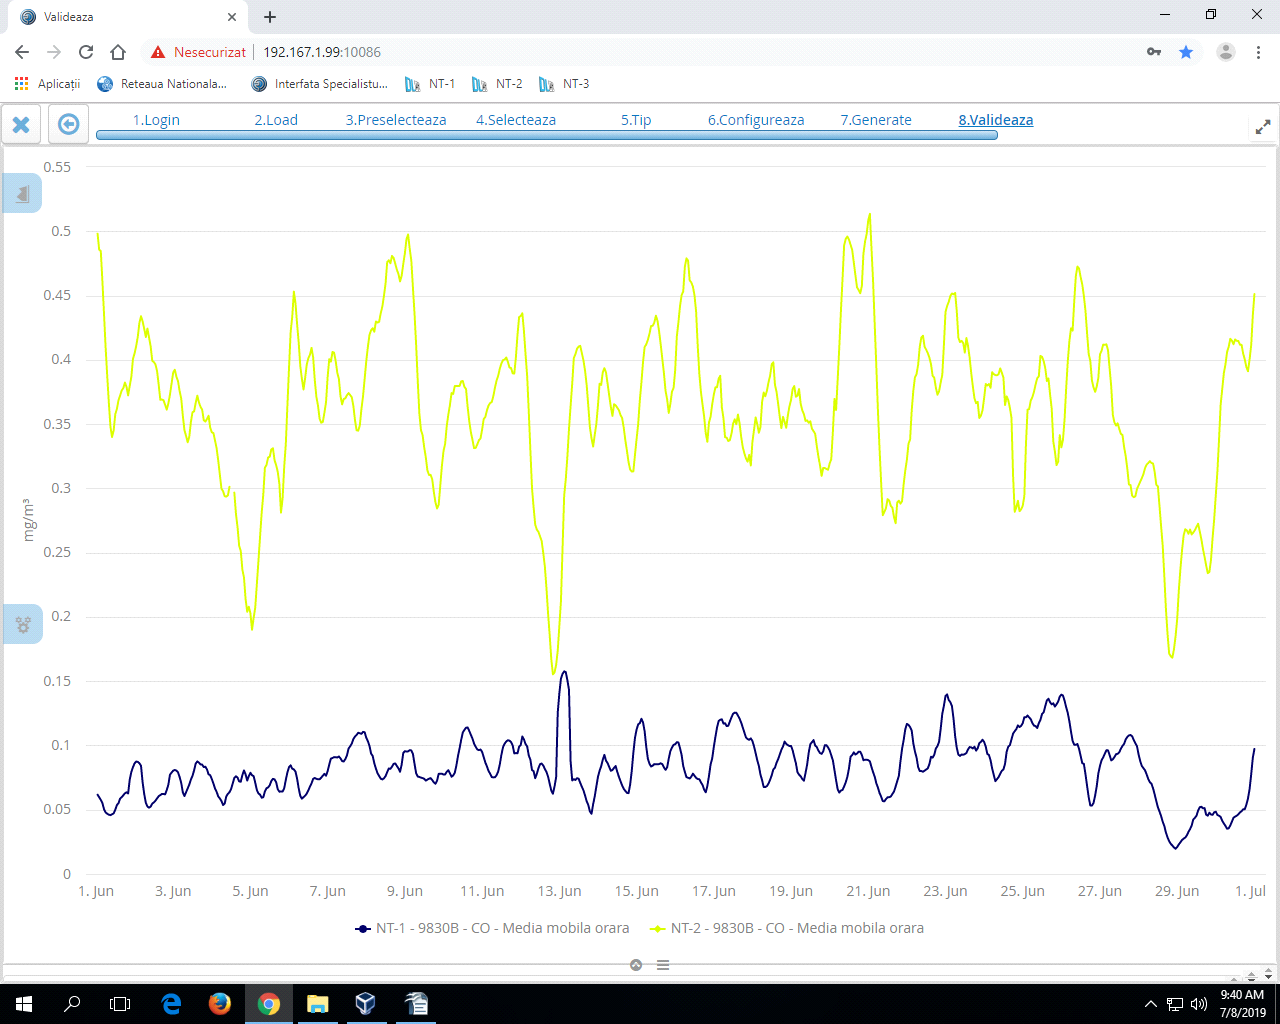 Valideaza
Nesecurizat 192.167.1.99:10086
Aplicații Reteaua Nationala... Interfata Specialistu... NT-1 NT-2 NT-3
1.Login 2.Load 3.Preselecteaza 4.Selecteaza 5.Tip 6.Configureaza 7.Generate 8.Valideaza
0.55
0.5
0.45
0.4
0.35
0.3
mg/m³
0.25
0.2
0.15
0.1
0.05
0
1. Jun 3. Jun 5. Jun 7. Jun 9. Jun 11. Jun 13. Jun 15. Jun 17. Jun 19. Jun 21. Jun 23. Jun 25. Jun 27. Jun 29. Jun 1. Jul
NT-1 - 9830B - CO - Media mobila orara NT-2 - 9830B - CO - Media mobila orara
9:40 AM
7/8/2019